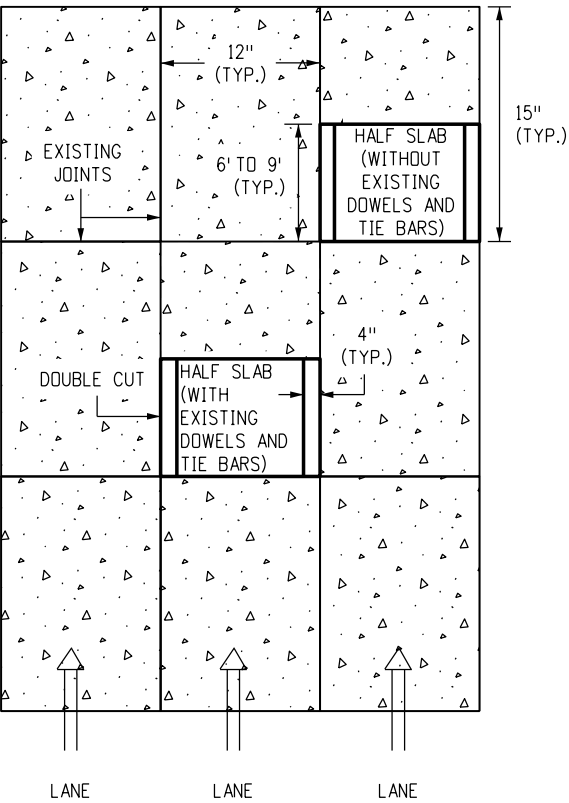 12"
(TYP.)
15"
(TYP.)
EXISTING
JOINTS
6' TO 9'
(TYP.)
HALF SLAB
(WITHOUT
EXISTING
DOWELS AND
TIE BARS)
4"
(TYP.)
DOUBLE CUT
HALF SLAB
(WITH
EXISTING
DOWELS AND
TIE BARS)
LANE
LANE
LANE